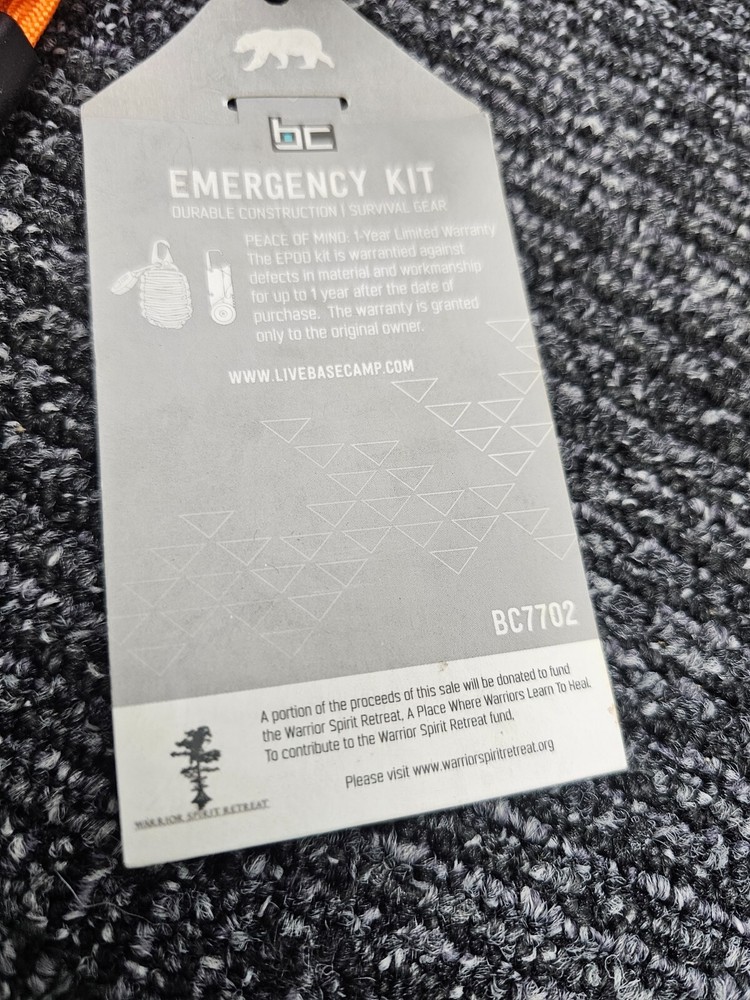 bc
EMERGENCY KIT
DURABLE CONSTRUCTION | SURVIVAL GEAR
PEACE OF MIND: 1-Year Limited Warranty
The EPOD kit is warrantied against
defects in material and workmanship
for up to 1 year after the date of
purchase. The warranty is granted
only to the original owner.
WWW.LIVEBASECAMP.COM
BC7702
A portion of the proceeds of this sale will be donated to fund
the Warrior Spirit Retreat, A Place Where Warriors Learn To Heal.
To contribute to the Warrior Spirit Retreat fund,
Please visit www.warriorspiritretreat.org
WARRIOR SPIRIT RETREAT